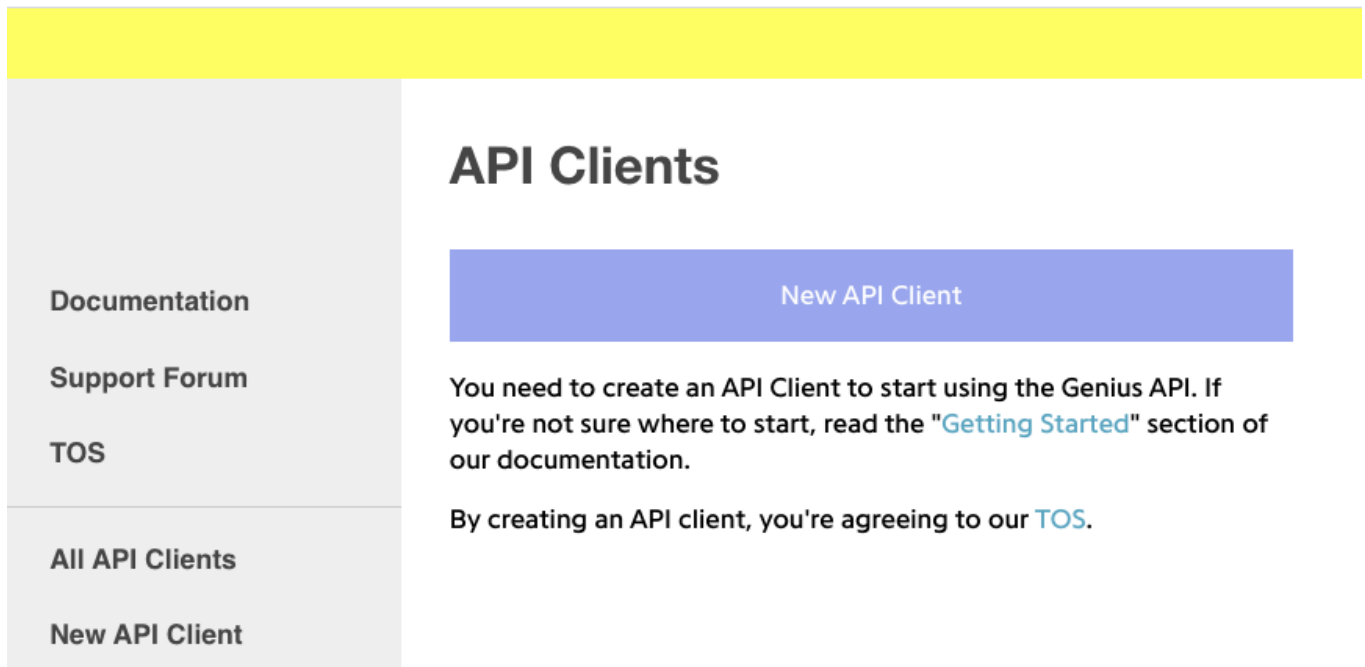 API Clients
New API Client
Documentation
Support Forum
TOS
All API Clients
New API Client
You need to create an API Client to start using the Genius API. If
you're not sure where to start, read the "Getting Started" section of
our documentation.
By creating an API client, you're agreeing to our TOS.